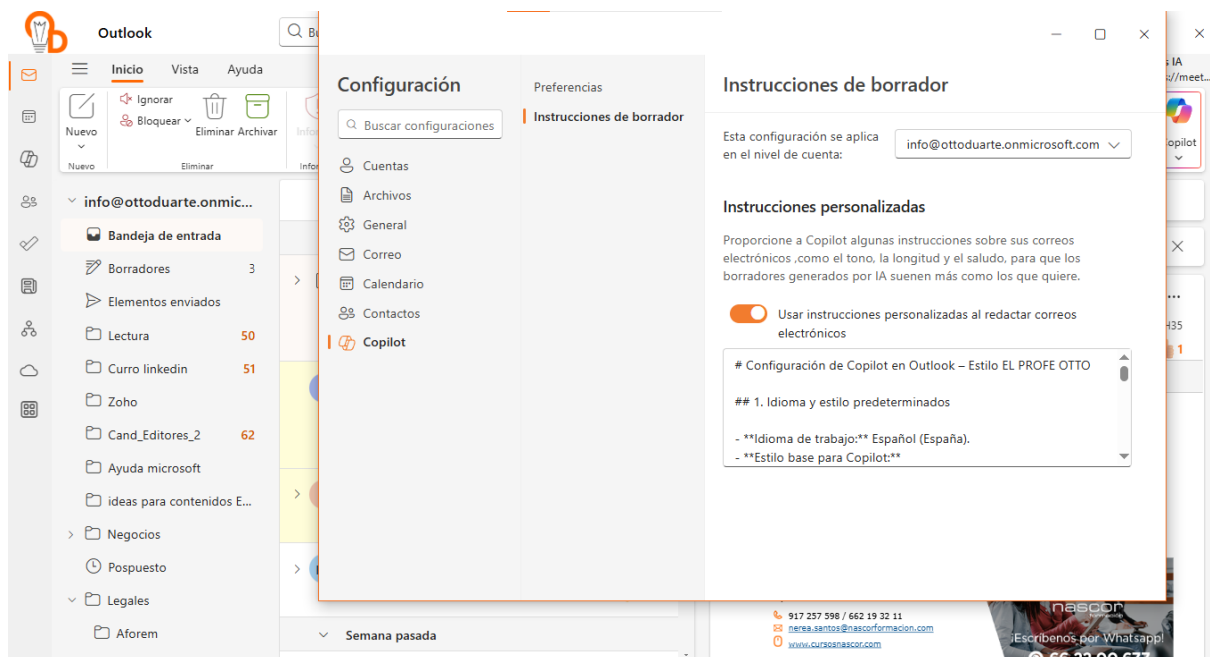 Outlook
Inicio
Vista
Ayuda
Nuevo
Ignorar
Bloquear
Eliminar
Archivar
Nuevo
Eliminar
info@ottoduarte.onmic...
Bandeja de entrada
Borradores 3
Elementos enviados
Lectura 50
Curro linkedin 51
Zoho
Cand_Editores_2 62
Ayuda microsoft
ideas para contenidos E...
Negocios
Pospuesto
Legales
Aforem
Configuración
Buscar configuraciones
Cuentas
Archivos
General
Correo
Calendario
Contactos
Copilot
Preferencias
Instrucciones de borrador
Instrucciones de borrador
Esta configuración se aplica
en el nivel de cuenta:
info@ottoduarte.onmicrosoft.com
Instrucciones personalizadas
Proporcione a Copilot algunas instrucciones sobre sus correos
electrónicos ,como el tono, la longitud y el saludo, para que los
borradores generados por IA suenen más como los que quiere.
Usar instrucciones personalizadas al redactar correos
electrónicos
# Configuración de Copilot en Outlook – Estilo EL PROFE OTTO
## 1. Idioma y estilo predeterminados
- **Idioma de trabajo:** Español (España).
- **Estilo base para Copilot:**
IA
://meet...
opilot
1
Semana pasada
917 257 598 / 662 19 32 11
nerea.santos@nascorformacion.com
www.cursosnascor.com
nascor
¡Escríbenos por Whatsapp!